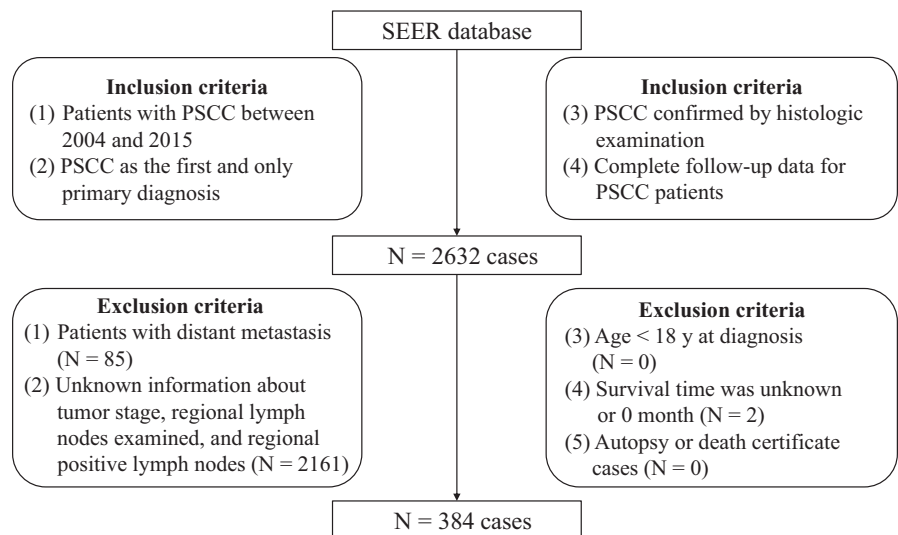 SEER database
Inclusion criteria
(1) Patients with PSCC between
2004 and 2015
(2) PSCC as the first and only
primary diagnosis
Inclusion criteria
(3) PSCC confirmed by histologic
examination
(4) Complete follow-up data for
PSCC patients
N = 2632 cases
Exclusion criteria
(1) Patients with distant metastasis
(N = 85)
(2) Unknown information about
tumor stage, regional lymph
nodes examined, and regional
positive lymph nodes (N = 2161)
Exclusion criteria
(3) Age < 18 y at diagnosis
(N = 0)
(4) Survival time was unknown
or 0 month (N = 2)
(5) Autopsy or death certificate
cases (N = 0)
N = 384 cases